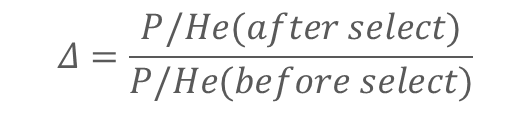 Δ = P/He(after select)
P/He(before select)